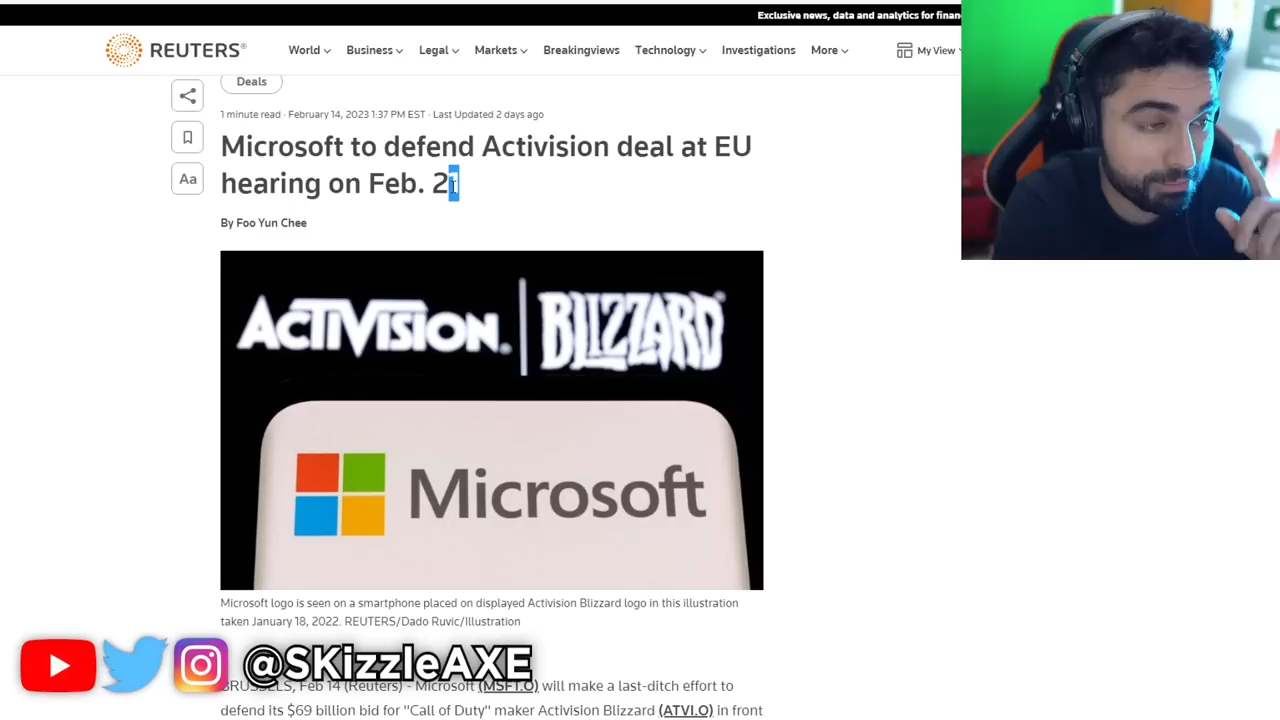 Exclusive news, data and analytics for finan
REUTERS®
World
Business
Legal
Markets
Breakingviews
Technology
Investigations
More
My View
Deals
1 minute read · February 14, 2023 1:37 PM EST · Last Updated 2 days ago
Microsoft to defend Activision deal at EU
hearing on Feb. 21
Aa
By Foo Yun Chee
ACTIVISION. BLIZZARD
Microsoft
Microsoft logo is seen on a smartphone placed on displayed Activision Blizzard logo in this illustration
taken January 18, 2022. REUTERS/Dado Ruvic/Illustration
@SKizzleAXE
BRUSSELS, Feb 14 (Reuters) - Microsoft (MSFT.O) will make a last-ditch effort to
defend its $69 billion bid for "Call of Duty" maker Activision Blizzard (ATVI.O) in front